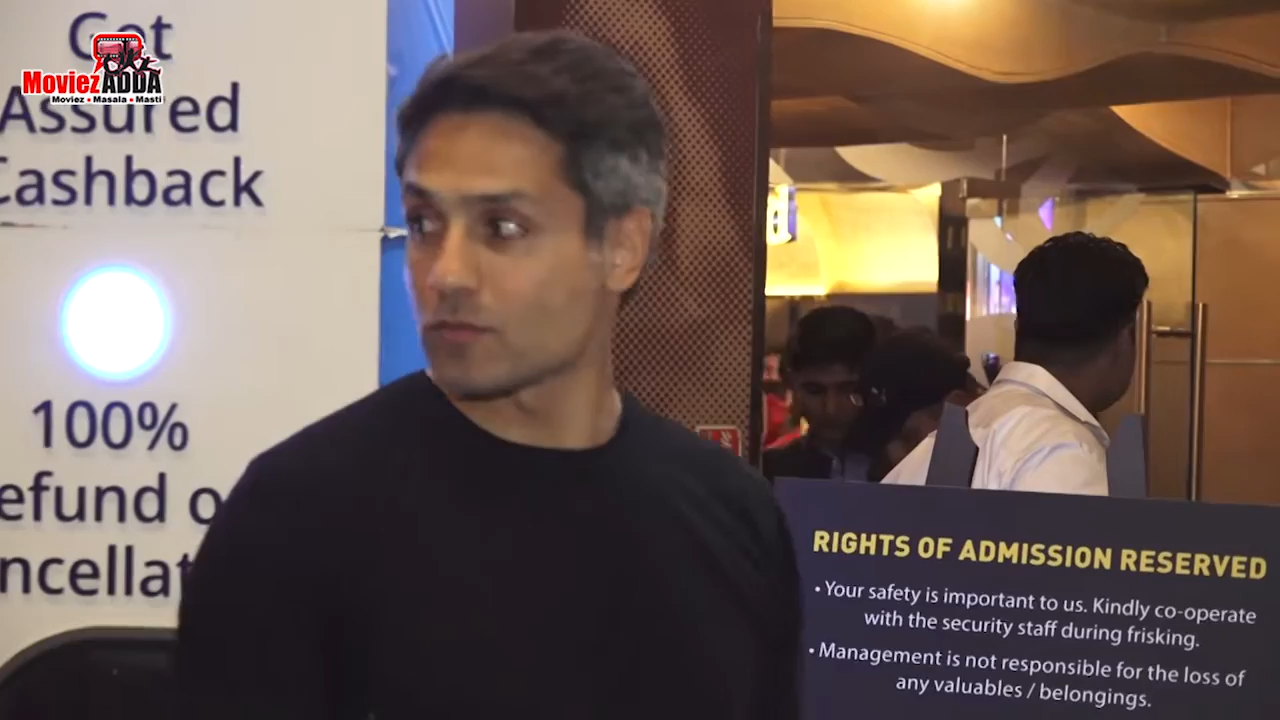 Get
Assured
Cashback
MoviezADDA
Moviez • Masala • Masti
100%
efund o
ncellat
RIGHTS OF ADMISSION RESERVED
• Your safety is important to us. Kindly co-operate
with the security staff during frisking.
• Management is not responsible for the loss of
any valuables / belongings.